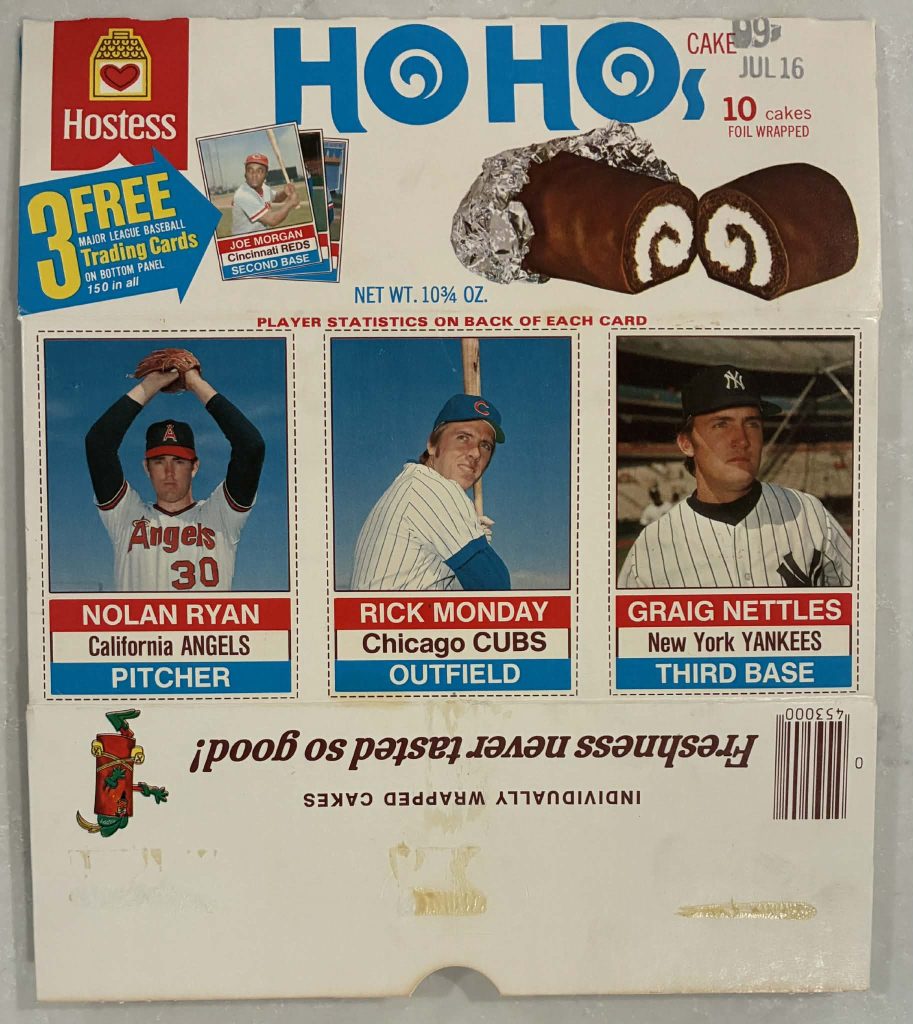 HO HOs
CAKE 99¢
JUL 16
10 cakes
FOIL WRAPPED
Hostess
3 FREE
MAJOR LEAGUE BASEBALL
Trading Cards
ON BOTTOM PANEL
150 in all
JOE MORGAN
Cincinnati REDS
SECOND BASE
NET WT. 10¾ OZ.
PLAYER STATISTICS ON BACK OF EACH CARD
A
Angels
30
NOLAN RYAN
California ANGELS
PITCHER
C
RICK MONDAY
Chicago CUBS
OUTFIELD
NY
GRAIG NETTLES
New York YANKEES
THIRD BASE
Freshness never tasted so good!
INDIVIDUALLY WRAPPED CAKES
0
453000